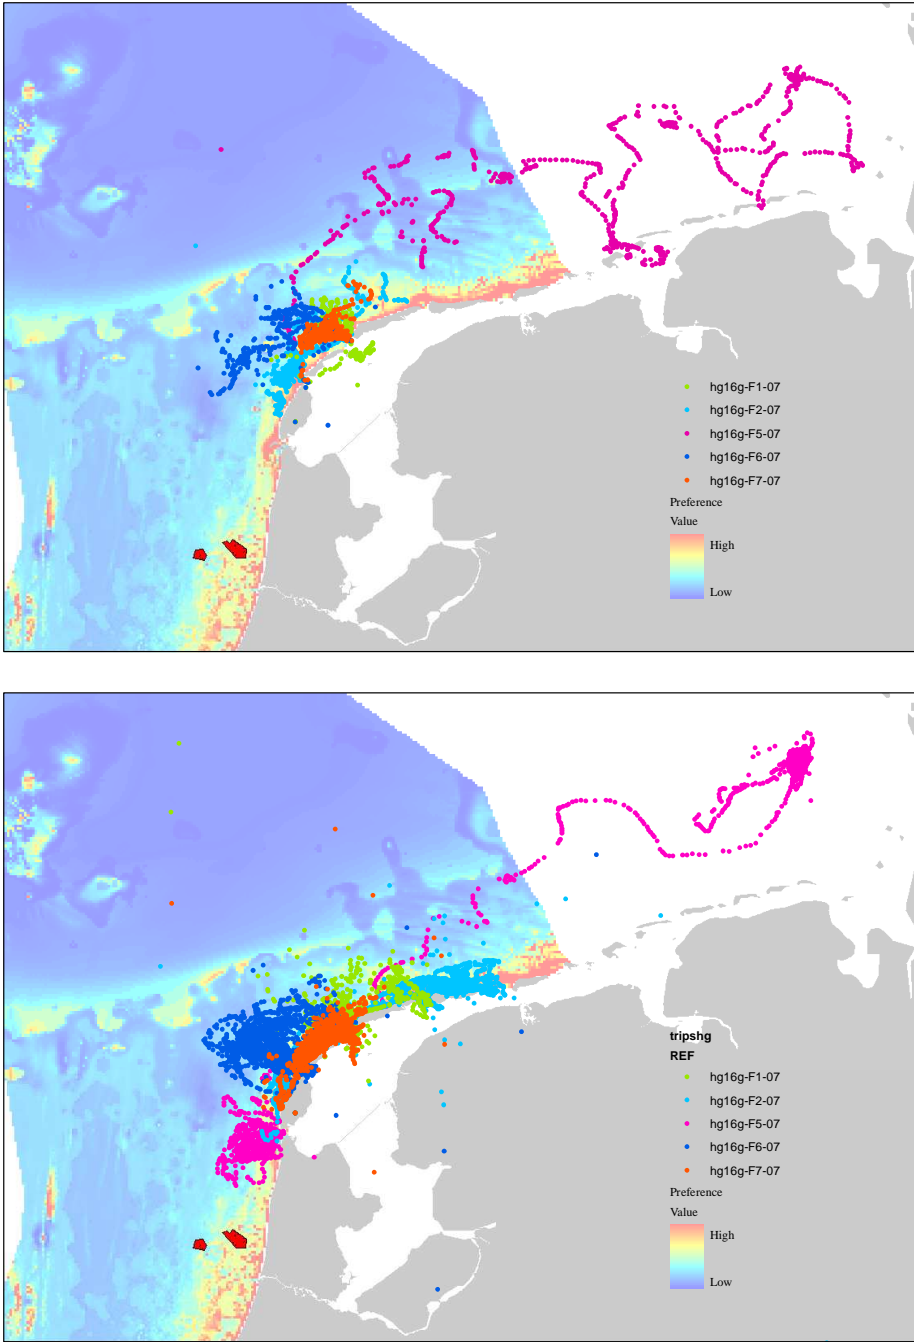 hg16g-F1-07
hg16g-F2-07
hg16g-F5-07
hg16g-F6-07
hg16g-F7-07
Preference
Value
High
Low
tripshg
REF
hg16g-F1-07
hg16g-F2-07
hg16g-F5-07
hg16g-F6-07
hg16g-F7-07
Preference
Value
High
Low